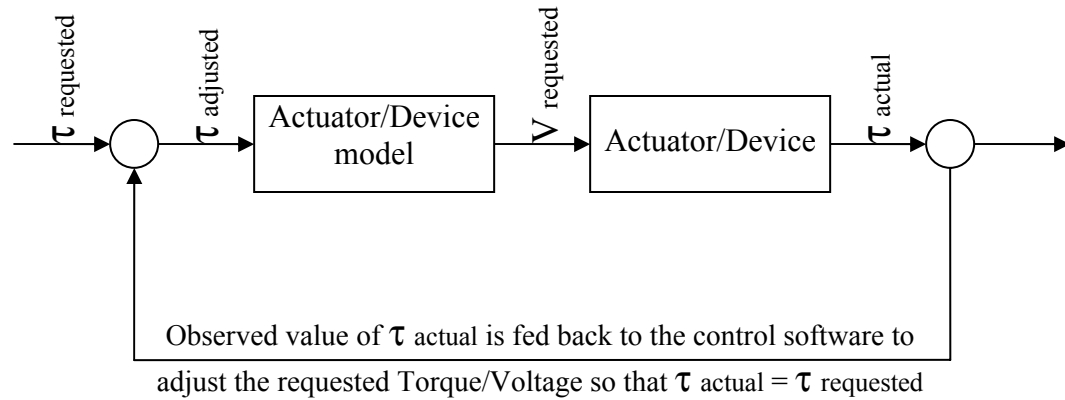 τ requested
τ adjusted
Actuator/Device
model
V requested
Actuator/Device
τ actual
Observed value of τ actual is fed back to the control software to
adjust the requested Torque/Voltage so that τ actual = τ requested